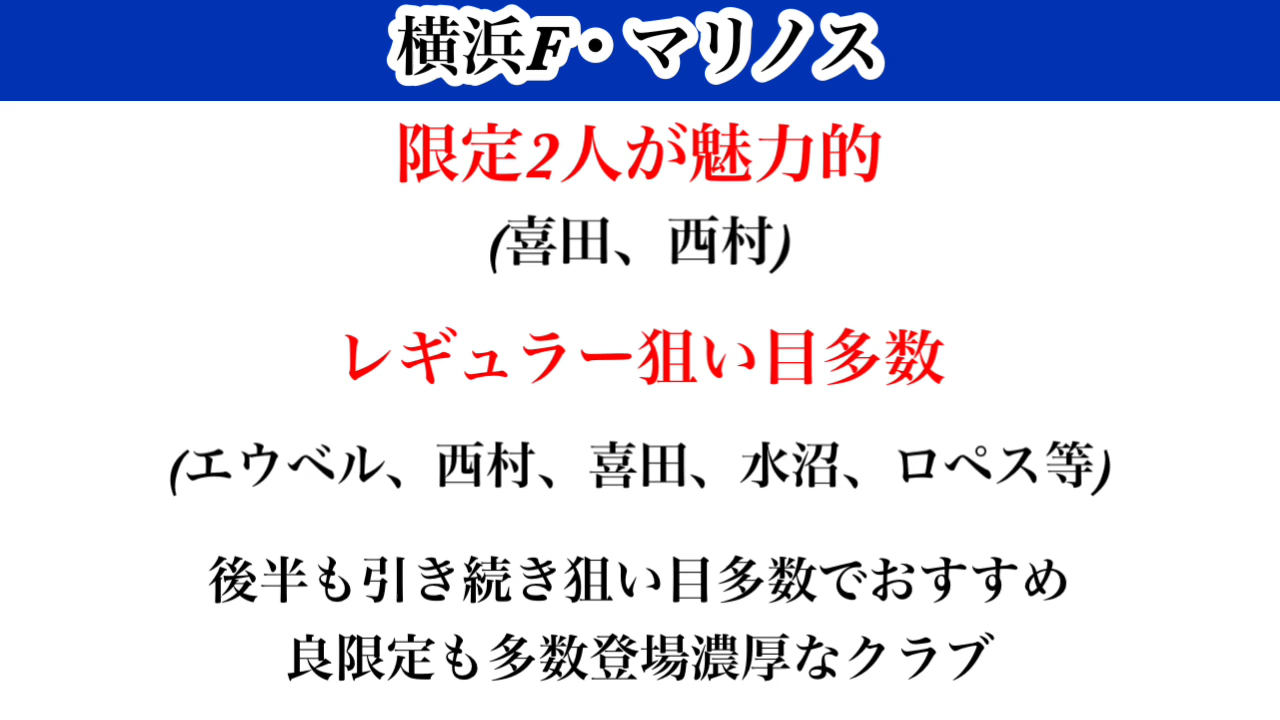 横浜F・マリノス
限定2人が魅力的
(喜田、西村)
レギュラー狙い目多数
(エウベル、西村、喜田、水沼、ロペス等)
後半も引き続き狙い目多数でおすすめ
良限定も多数登場濃厚なクラブ